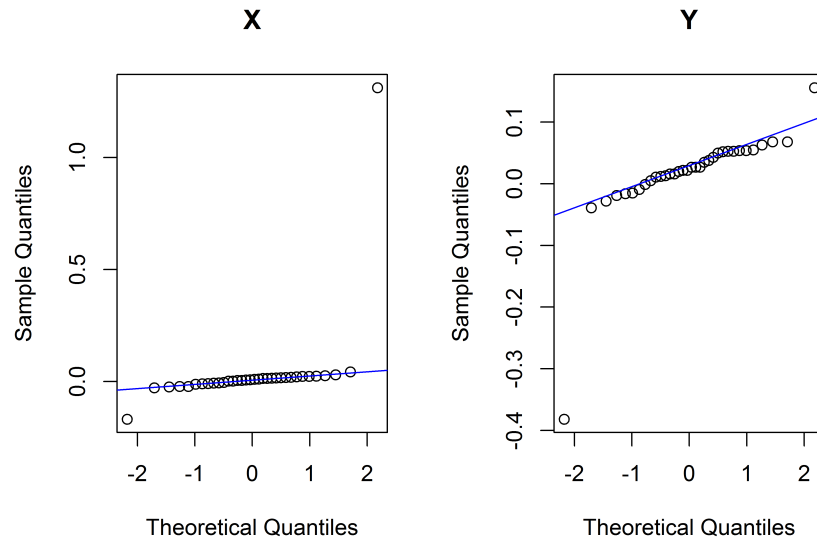 X
Sample Quantiles
1.0
0.5
0.0
-2 -1 0 1 2
Theoretical Quantiles
Y
Sample Quantiles
0.1
0.0
-0.1
-0.2
-0.3
-0.4
-2 -1 0 1 2
Theoretical Quantiles